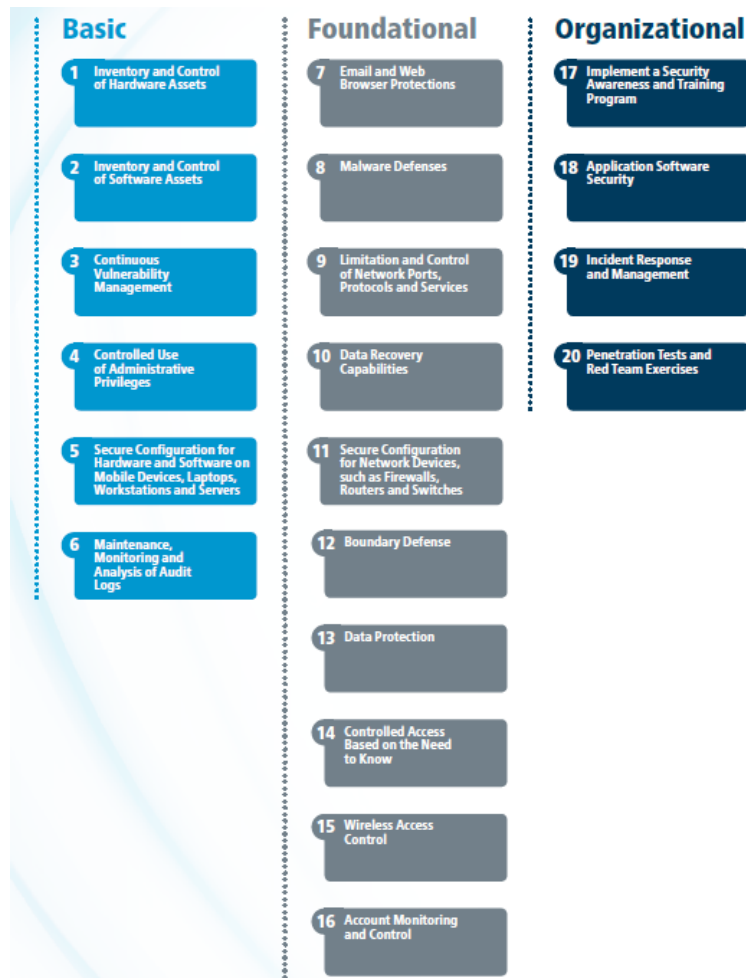 Basic
1 Inventory and Control
of Hardware Assets
2 Inventory and Control
of Software Assets
3 Continuous
Vulnerability
Management
4 Controlled Use
of Administrative
Privileges
5 Secure Configuration for
Hardware and Software on
Mobile Devices, Laptops,
Workstations and Servers
6 Maintenance,
Monitoring and
Analysis of Audit
Logs
Foundational
7 Email and Web
Browser Protections
8 Malware Defenses
9 Limitation and Control
of Network Ports,
Protocols and Services
10 Data Recovery
Capabilities
11 Secure Configuration
for Network Devices,
such as Firewalls,
Routers and Switches
12 Boundary Defense
13 Data Protection
14 Controlled Access
Based on the Need
to Know
15 Wireless Access
Control
16 Account Monitoring
and Control
Organizational
17 Implement a Security
Awareness and Training
Program
18 Application Software
Security
19 Incident Response
and Management
20 Penetration Tests and
Red Team Exercises